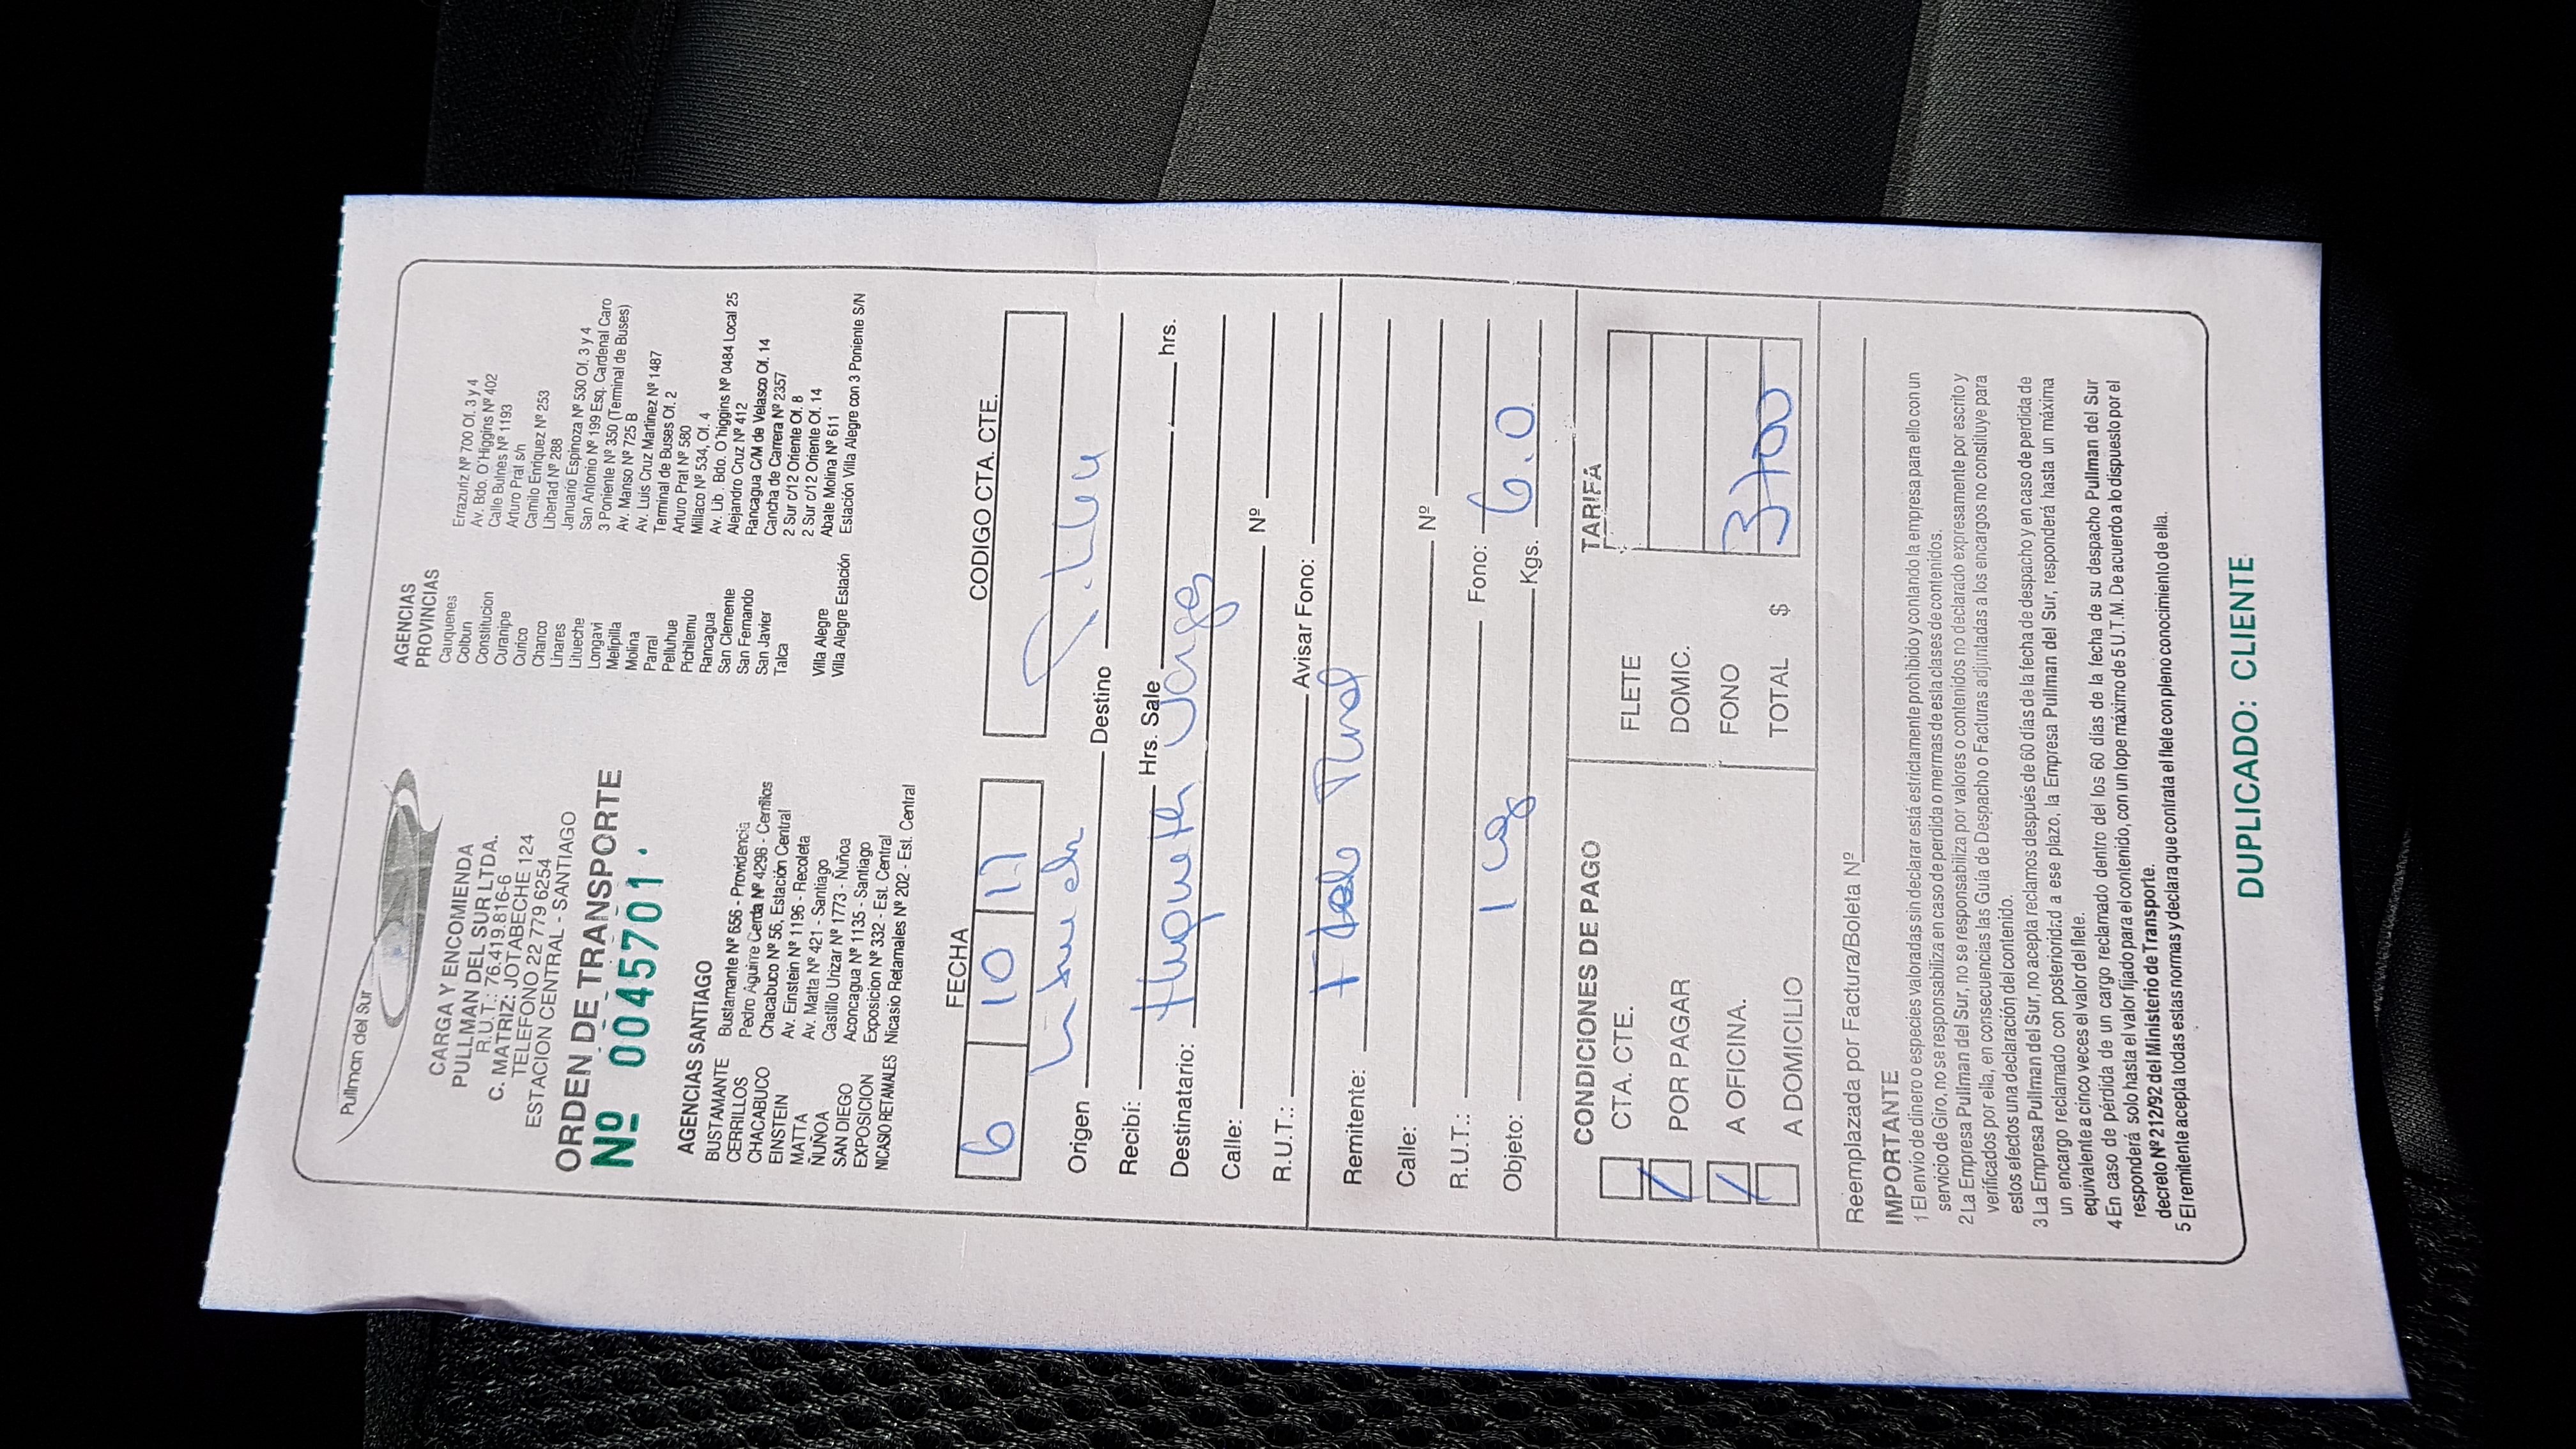 Pullman del Sur
CARGA Y ENCOMIENDA
PULLMAN DEL SUR LTDA.
R.U.T.: 76.419.816-6
C. MATRIZ: JOTABECHE 124
TELEFONO 22 779 6254
ESTACION CENTRAL - SANTIAGO
ORDEN DE TRANSPORTE
Nº 0045701.
AGENCIAS SANTIAGO
BUSTAMANTE Bustamante Nº 656 - Providencia
CERRILLOS Pedro Aguirre Cerda Nº 4296 - Cerrillos
CHACABUCO Chacabuco Nº 56, Estación Central
EINSTEIN Av. Einstein Nº 1196 - Recoleta
MATTA Av. Matta Nº 421 - Santiago
ÑUÑOA Castillo Urizar Nº 1773 - Ñuñoa
SAN DIEGO Aconcagua Nº 1135 - Santiago
EXPOSICION Exposicion Nº 332 - Est. Central
NICASIO RETAMALES Nicasio Retamales Nº 202 - Est. Central
AGENCIAS
PROVINCIAS
Cauquenes Errazuriz Nº 700 Of. 3 y 4
Colbun Av. Bdo. O'Higgins Nº 402
Constitucion Calle Bulnes Nº 1193
Curanipe Arturo Prat s/n
Curico Camilo Enriquez Nº 253
Chanco Libertad Nº 288
Linares Januario Espinoza Nº 530 Of. 3 y 4
Litueche San Antonio Nº 199 Esq. Cardenal Caro
Longavi 3 Poniente Nº 350 (Terminal de Buses)
Melipilla Av. Manso Nº 725 B
Molina Av. Luis Cruz Martinez Nº 1487
Parral Terminal de Buses Of. 2
Pelluhue Arturo Prat Nº 580
Pichilemu Millaco Nº 534, Of. 4
Rancagua Av. Lib. Bdo. O'higgins Nº 0484 Local 25
San Clemente Alejandro Cruz Nº 412
San Fernando Rancagua C/M de Velasco Of. 14
San Javier Cancha de Carrera Nº 2357
Talca 2 Sur c/12 Oriente Of. 8
2 Sur c/12 Oriente Of. 14
Villa Alegre Abate Molina Nº 611
Villa Alegre Estación Estación Villa Alegre con 3 Poniente S/N
FECHA CODIGO CTA. CTE.
6 10 17
Origen Destino
Recibí: Hrs. Sale hrs.
Destinatario:
Calle: Nº
R.U.T.: Avisar Fono:
Remitente:
Calle: Nº
R.U.T.: Fono:
Objeto: 1 Kgs. 6.0
CONDICIONES DE PAGO TARIFA
CTA. CTE. FLETE
POR PAGAR DOMIC.
A OFICINA. FONO
A DOMICILIO TOTAL $ 3700
Reemplazada por Factura/Boleta Nº
IMPORTANTE
1 El envio de dinero o especies valoradas sin declarar está estrictamente prohibido y contando la empresa para ello con un
servicio de Giro, no se responsabiliza en caso de perdida o mermas de esta clases de contenidos.
2 La Empresa Pullman del Sur, no se responsabiliza por valores o contenidos no declarado expresamente por escrito y
verificados por ella, en consecuencias las Guía de Despacho o Facturas adjuntadas a los encargos no constituye para
estos efectos una declaración del contenido.
3 La Empresa Pullman del Sur, no acepta reclamos después de 60 días de la fecha de despacho y en caso de perdida de
un encargo reclamado con posteriorid:d a ese plazo, la Empresa Pullman del Sur, responderá hasta un máxima
equivalente a cinco veces el valor del flete.
4 En caso de pèrdida de un cargo reclamado dentro del los 60 días de la fecha de su despacho Pullman del Sur
responderá solo hasta el valor fijado para el contenido, con un tope máximo de 5 U.T.M. De acuerdo a lo dispuesto por el
decreto Nº 212/92 del Ministerio de Transporte.
5 El remitente acepta todas estas normas y declara que contrata el flete con pleno conocimiento de ella.
DUPLICADO: CLIENTE